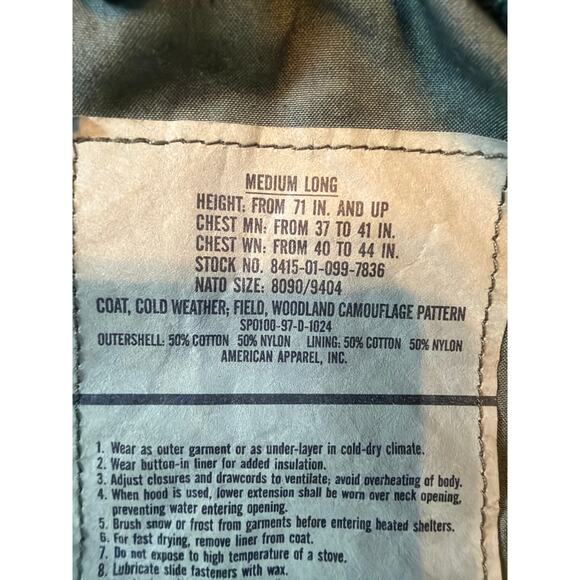 MEDIUM LONG
HEIGHT: FROM 71 IN. AND UP
CHEST MN: FROM 37 TO 41 IN.
CHEST WN: FROM 40 TO 44 IN.
STOCK NO. 8415-01-099-7836
NATO SIZE: 8090/9404
COAT, COLD WEATHER; FIELD, WOODLAND CAMOUFLAGE PATTERN
SPO100-97-D-1024
OUTERSHELL: 50% COTTON 50% NYLON LINING: 50% COTTON 50% NYLON
AMERICAN APPAREL, INC.
1. Wear as outer garment or as under-layer in cold-dry climate.
2. Wear button-in liner for added insulation.
3. Adjust closures and drawcords to ventilate; avoid overheating of body.
4. When hood is used, lower extension shall be worn over neck opening,
preventing water entering opening.
5. Brush snow or frost from garments before entering heated shelters.
6. For fast drying, remove liner from coat.
7. Do not expose to high temperature of a stove.
8. Lubricate slide fasteners with wax.